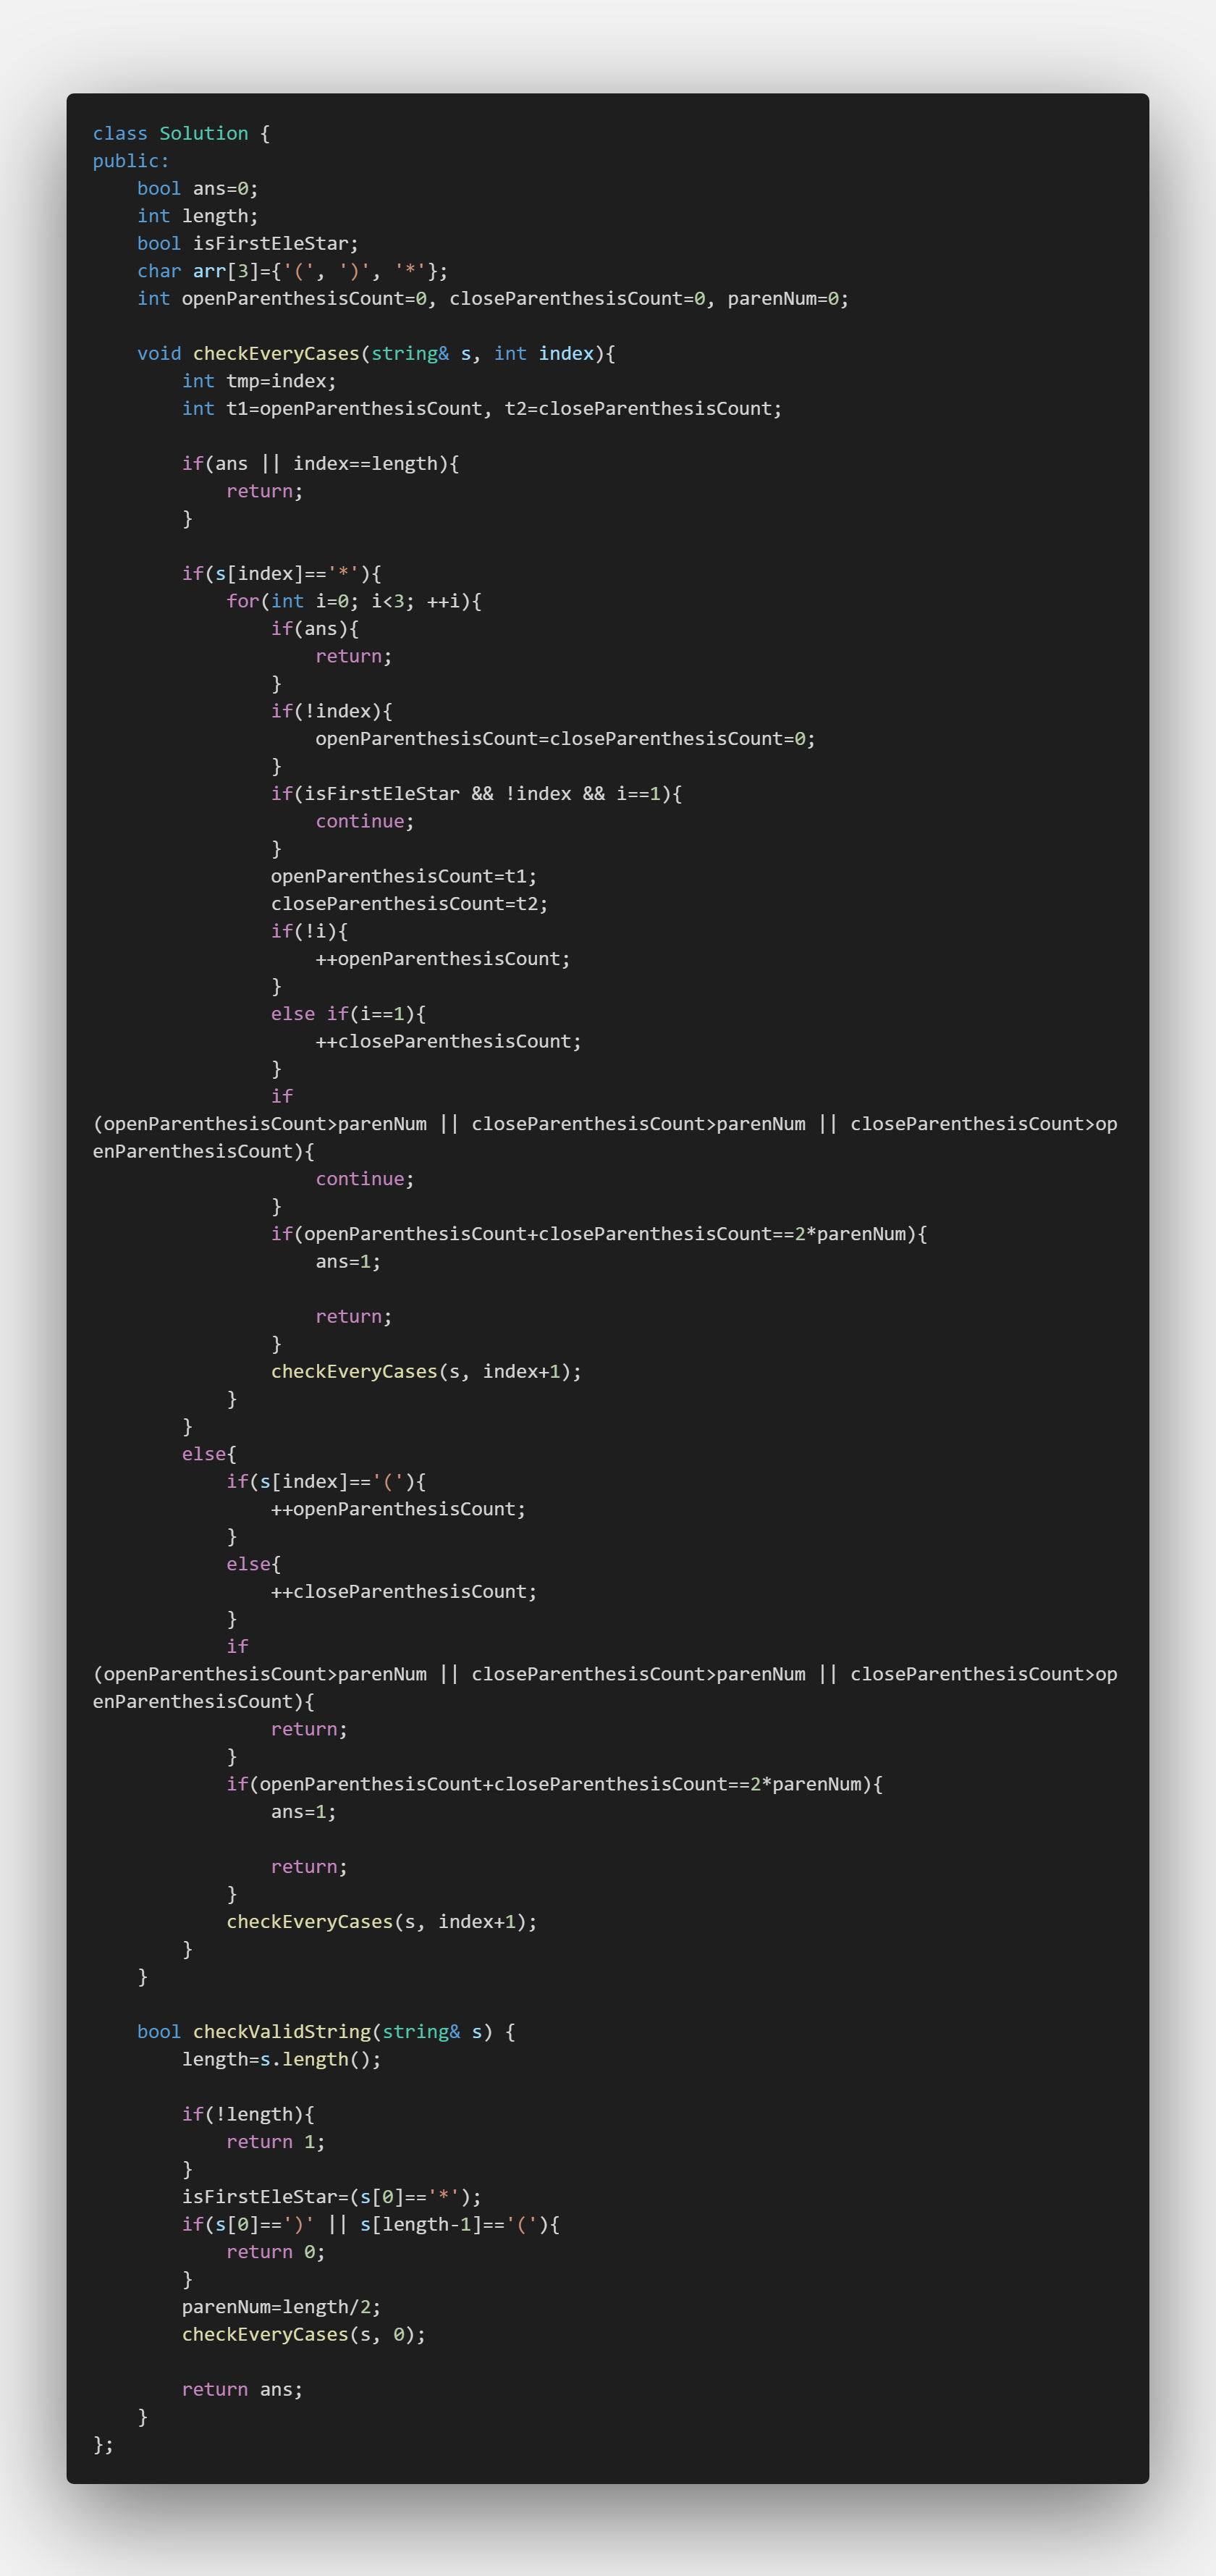 class Solution {
public:
    bool ans=0;
    int length;
    bool isFirstEleStar;
    char arr[3]={'(', ')', '*'};
    int openParenthesisCount=0, closeParenthesisCount=0, parenNum=0;

    void checkEveryCases(string& s, int index){
        int tmp=index;
        int t1=openParenthesisCount, t2=closeParenthesisCount;

        if(ans || index==length){
            return;
        }

        if(s[index]=='*'){
            for(int i=0; i<3; ++i){
                if(ans){
                    return;
                }
                if(!index){
                    openParenthesisCount=closeParenthesisCount=0;
                }
                if(isFirstEleStar && !index && i==1){
                    continue;
                }
                openParenthesisCount=t1;
                closeParenthesisCount=t2;
                if(!i){
                    ++openParenthesisCount;
                }
                else if(i==1){
                    ++closeParenthesisCount;
                }
                if
(openParenthesisCount>parenNum || closeParenthesisCount>parenNum || closeParenthesisCount>op
enParenthesisCount){
                    continue;
                }
                if(openParenthesisCount+closeParenthesisCount==2*parenNum){
                    ans=1;

                    return;
                }
                checkEveryCases(s, index+1);
            }
        }
        else{
            if(s[index]=='('){
                ++openParenthesisCount;
            }
            else{
                ++closeParenthesisCount;
            }
            if
(openParenthesisCount>parenNum || closeParenthesisCount>parenNum || closeParenthesisCount>op
enParenthesisCount){
                return;
            }
            if(openParenthesisCount+closeParenthesisCount==2*parenNum){
                ans=1;

                return;
            }
            checkEveryCases(s, index+1);
        }
    }

    bool checkValidString(string& s) {
        length=s.length();

        if(!length){
            return 1;
        }
        isFirstEleStar=(s[0]=='*');
        if(s[0]==')' || s[length-1]=='('){
            return 0;
        }
        parenNum=length/2;
        checkEveryCases(s, 0);

        return ans;
    }
};